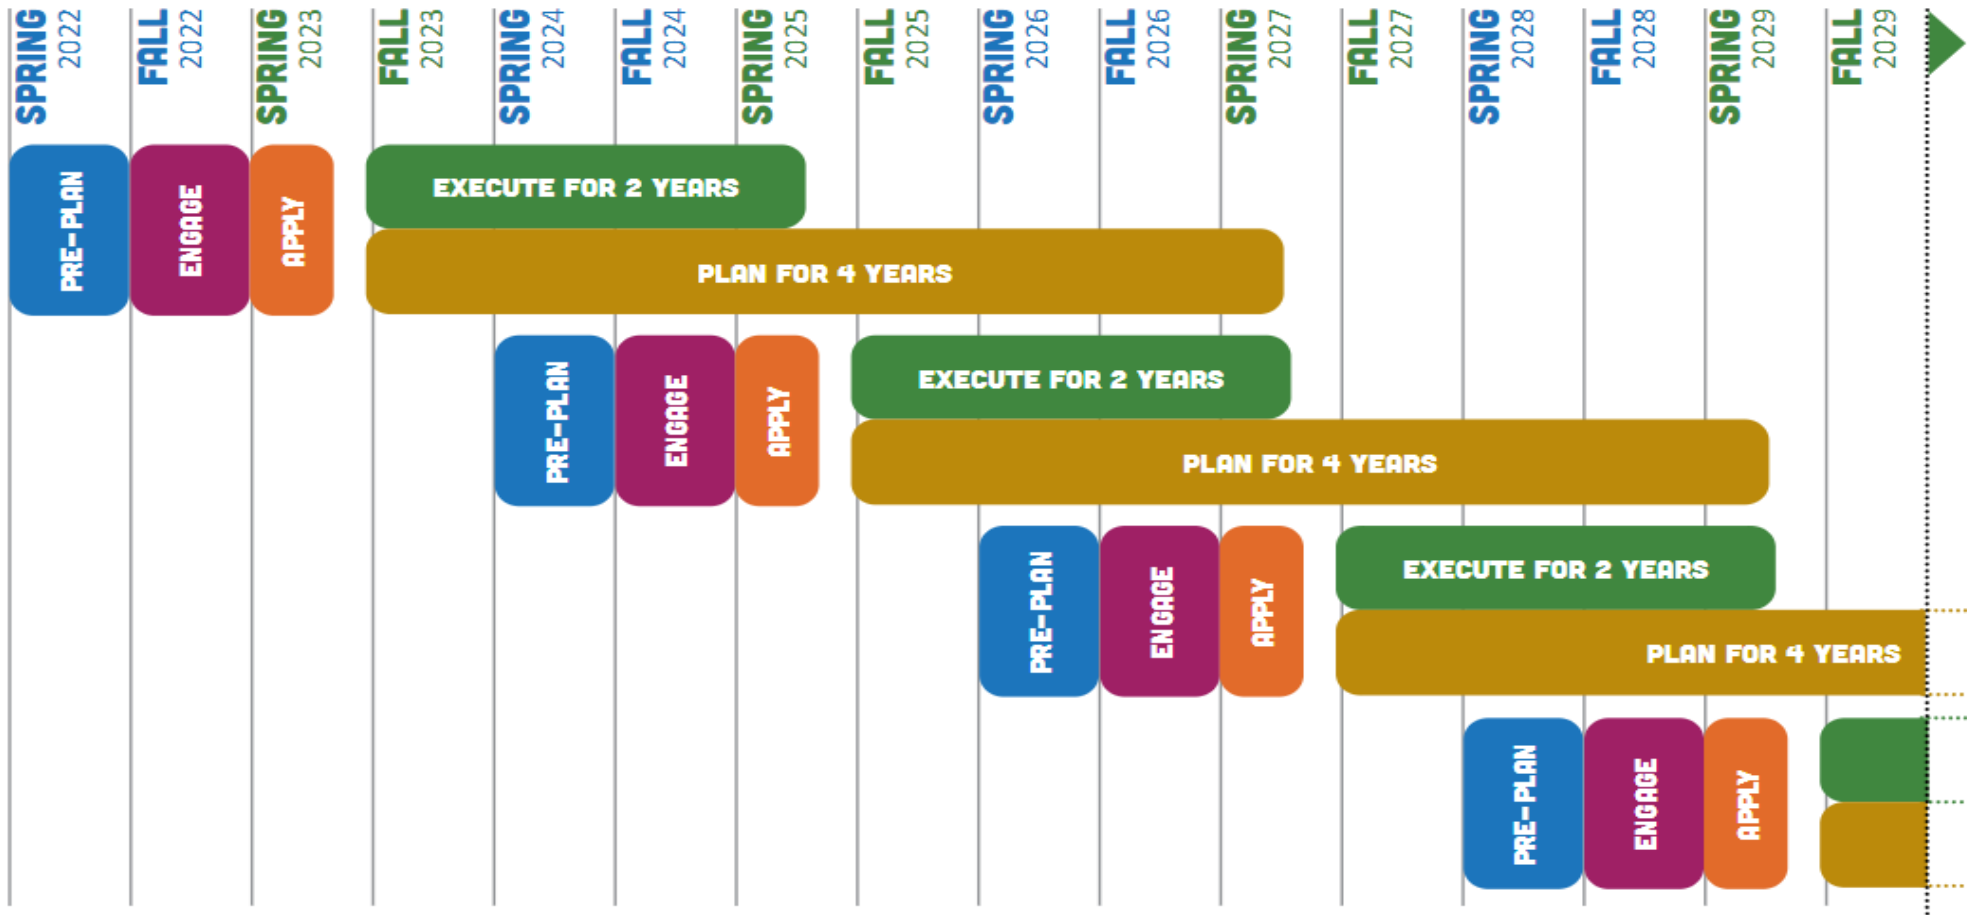 SPRING
2022
FALL
2022
SPRING
2023
FALL
2023
SPRING
2024
FALL
2024
SPRING
2025
FALL
2025
SPRING
2026
FALL
2026
SPRING
2027
FALL
2027
SPRING
2028
FALL
2028
SPRING
2029
FALL
2029
PRE-PLAN
ENGAGE
APPLY
EXECUTE FOR 2 YEARS
PLAN FOR 4 YEARS
PRE-PLAN
ENGAGE
APPLY
EXECUTE FOR 2 YEARS
PLAN FOR 4 YEARS
PRE-PLAN
ENGAGE
APPLY
EXECUTE FOR 2 YEARS
PLAN FOR 4 YEARS
PRE-PLAN
ENGAGE
APPLY